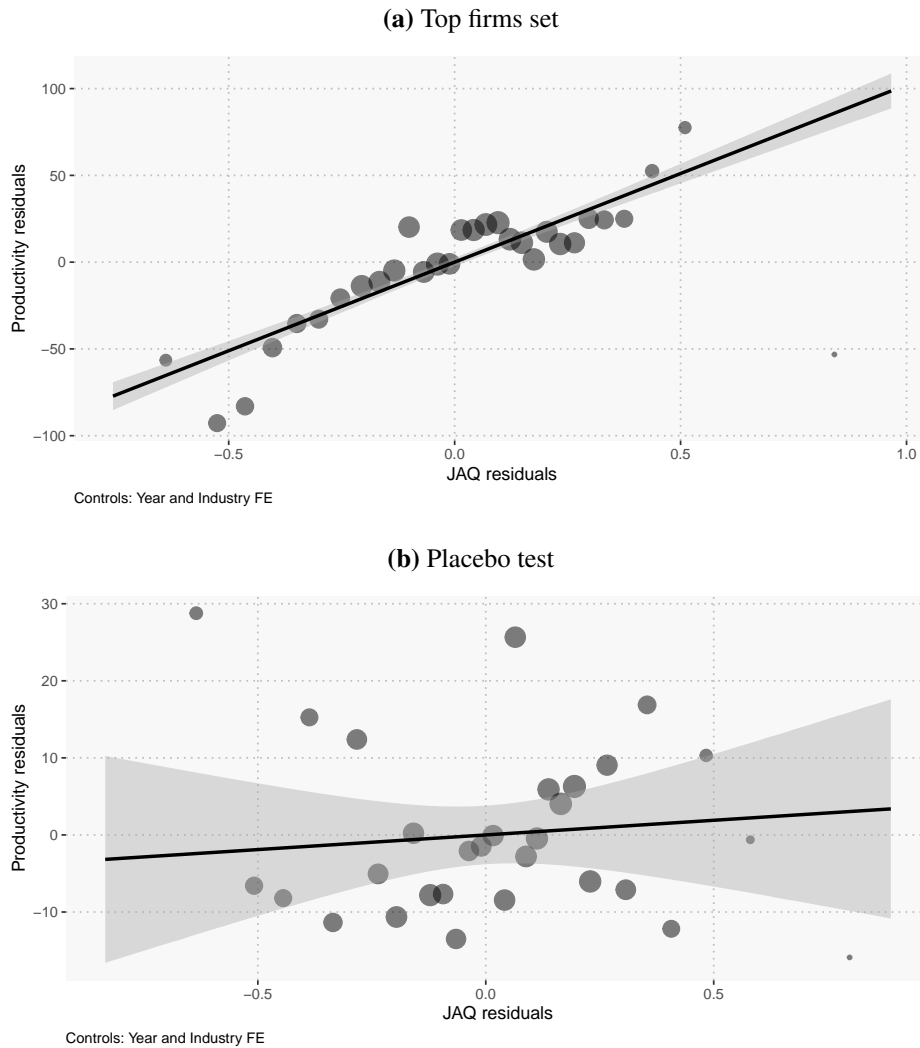 (a) Top firms set
100
50
0
−50
−100
Productivity residuals
−0.5 0.0 0.5 1.0
JAQ residuals
Controls: Year and Industry FE
(b) Placebo test
30
20
10
0
−10
Productivity residuals
−0.5 0.0 0.5
JAQ residuals
Controls: Year and Industry FE